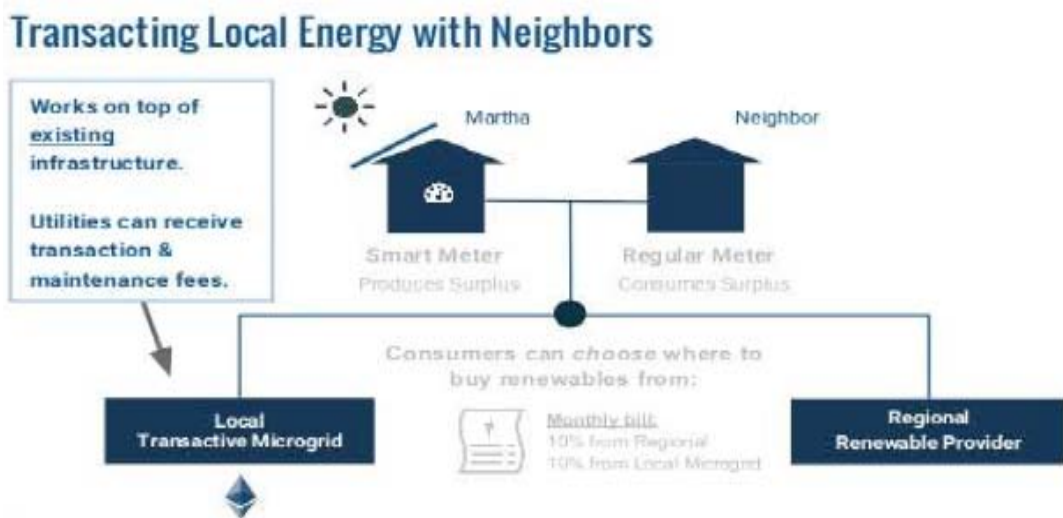 Transacting Local Energy with Neighbors
Works on top of
existing
infrastructure.
Utilities can receive
transaction &
maintenance fees.
Martha
Neighbor
Smart Meter
Produces Surplus
Regular Meter
Consumes Surplus
Consumers can choose where to
buy renewables from:
Monthly bill:
10% from Regional
10% from Local Microgrid
Local
Transactive Microgrid
Regional
Renewable Provider